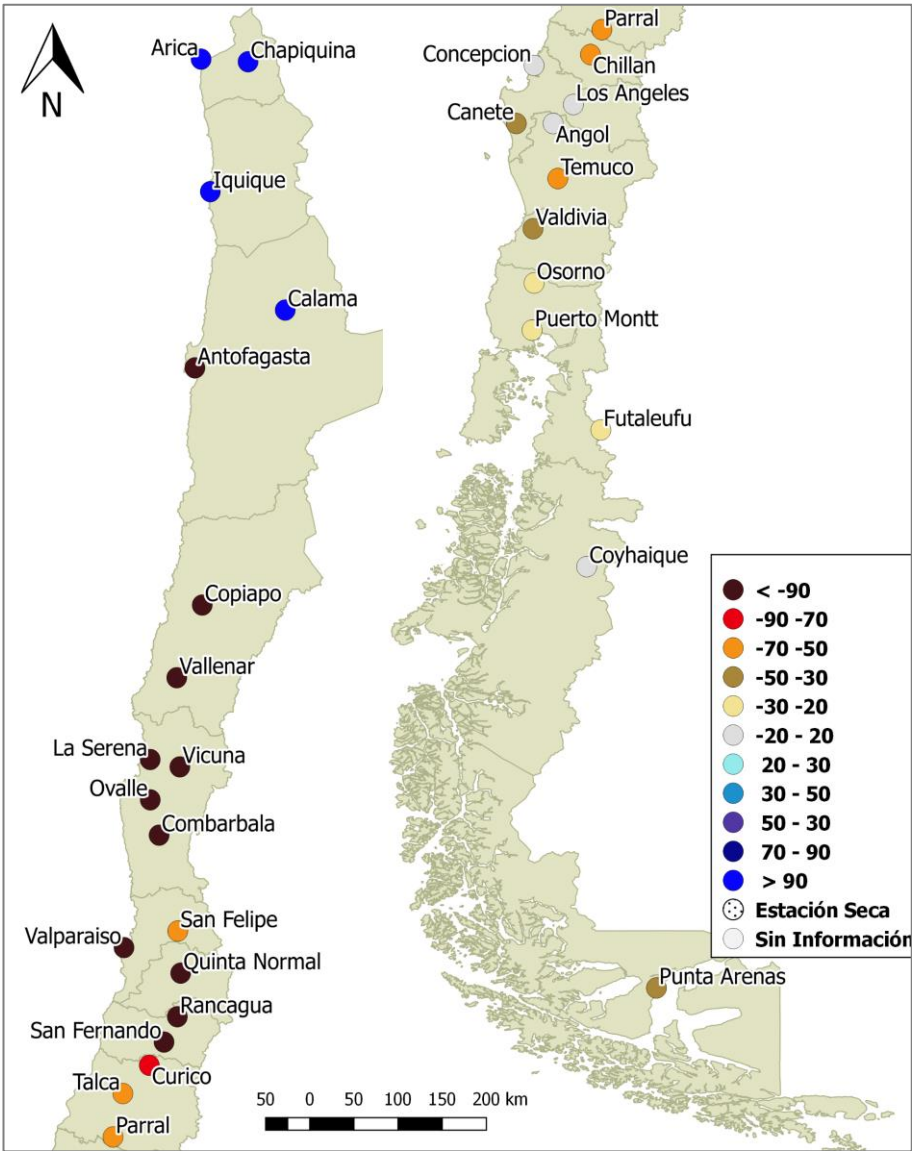 N
Arica
Chapiquina
Iquique
Calama
Antofagasta
Copiapo
Vallenar
La Serena
Vicuna
Ovalle
Combarbala
San Felipe
Valparaiso
Quinta Normal
Rancagua
San Fernando
Curico
Talca
Parral
50 0 50 100 150 200 km
Parral
Concepcion
Chillan
Los Angeles
Canete
Angol
Temuco
Valdivia
Osorno
Puerto Montt
Futaleufu
Coyhaique
Punta Arenas
< -90
-90 -70
-70 -50
-50 -30
-30 -20
-20 - 20
20 - 30
30 - 50
50 - 30
70 - 90
> 90
Estación Seca
Sin Información